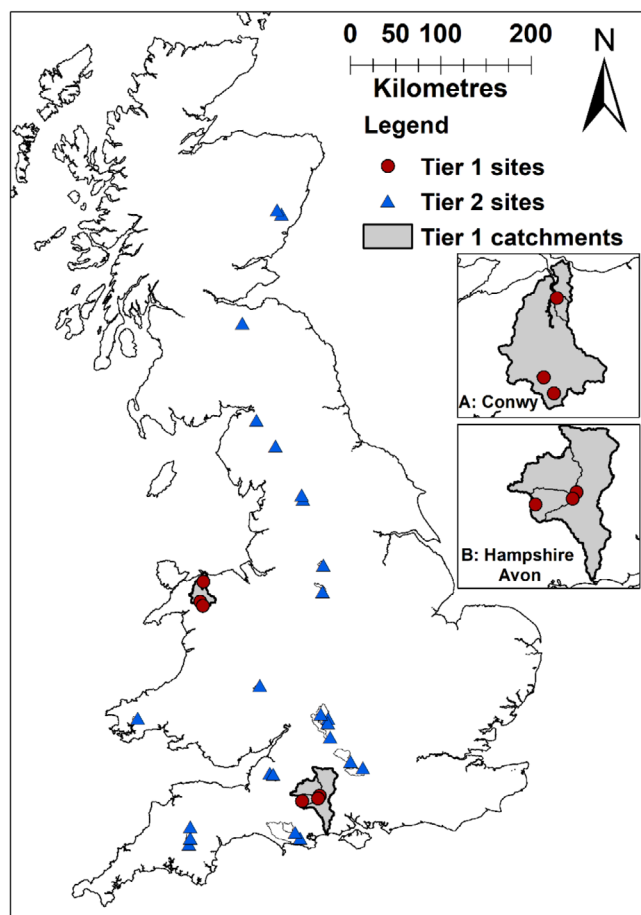 0 50 100 200
Kilometres
N
Legend
Tier 1 sites
Tier 2 sites
Tier 1 catchments
A: Conwy
B: Hampshire
Avon